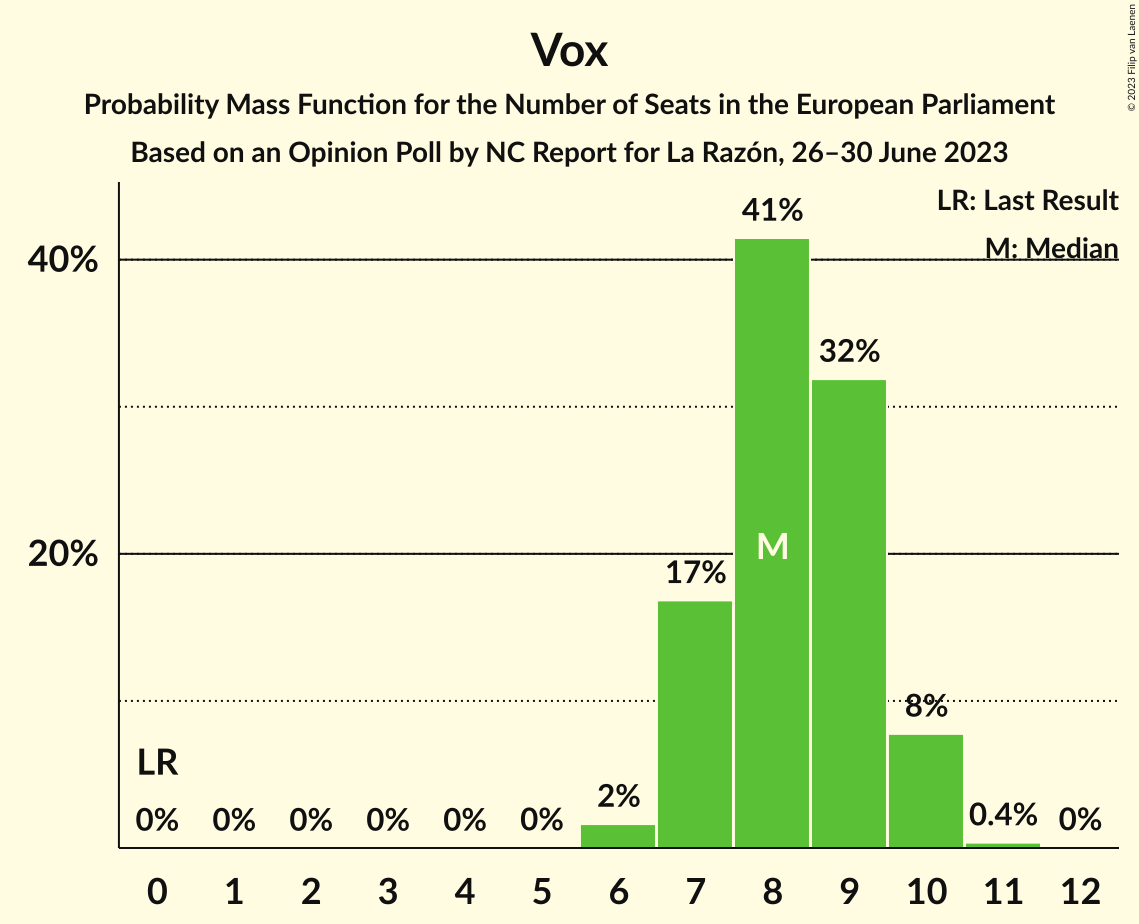 Vox
Probability Mass Function for the Number of Seats in the European Parliament
Based on an Opinion Poll by NC Report for La Razón, 26–30 June 2023
© 2023 Filip van Laenen
LR: Last Result
M: Median
40%
20%
41%
32%
M
17%
8%
LR
0% 0% 0% 0% 0% 0% 2% 0.4% 0%
0 1 2 3 4 5 6 7 8 9 10 11 12